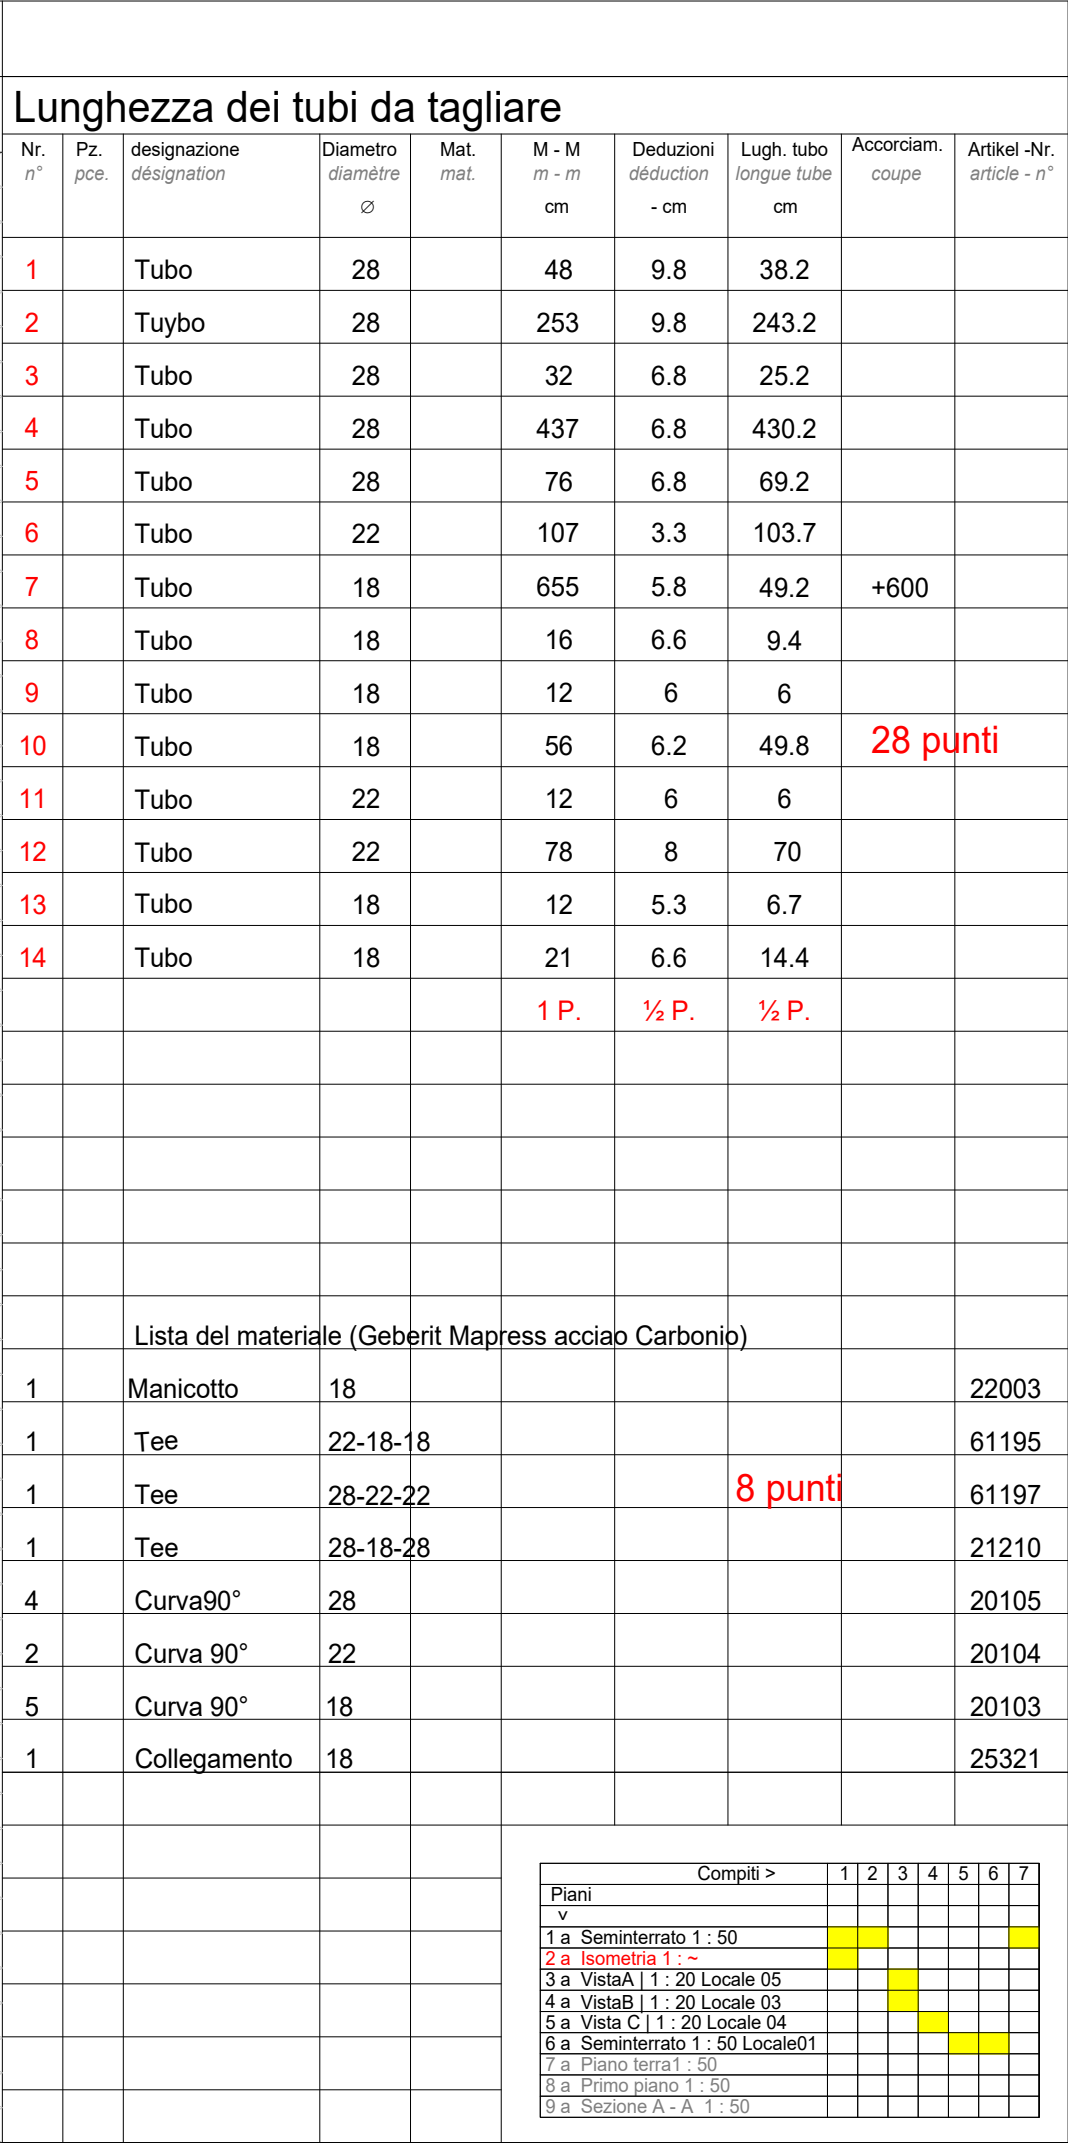 Lunghezza dei tubi da tagliare
Nr. Pz. designazione Diametro Mat. M - M Deduzioni Lugh. tubo Accorciam. Artikel -Nr.
n° pce. désignation diamètre mat. m - m déduction longue tube coupe article - n°
∅ cm - cm cm
1 Tubo 28 48 9.8 38.2
2 Tuybo 28 253 9.8 243.2
3 Tubo 28 32 6.8 25.2
4 Tubo 28 437 6.8 430.2
5 Tubo 28 76 6.8 69.2
6 Tubo 22 107 3.3 103.7
7 Tubo 18 655 5.8 49.2 +600
8 Tubo 18 16 6.6 9.4
9 Tubo 18 12 6 6
10 Tubo 18 56 6.2 49.8 28 punti
11 Tubo 22 12 6 6
12 Tubo 22 78 8 70
13 Tubo 18 12 5.3 6.7
14 Tubo 18 21 6.6 14.4
1 P. ½ P. ½ P.
Lista del materiale (Geberit Mapress acciao Carbonio)
1 Manicotto 18 22003
1 Tee 22-18-18 61195
1 Tee 28-22-22 8 punti 61197
1 Tee 28-18-28 21210
4 Curva90° 28 20105
2 Curva 90° 22 20104
5 Curva 90° 18 20103
1 Collegamento 18 25321
Compiti > 1 2 3 4 5 6 7
Piani
v
1 a Seminterrato 1 : 50
2 a Isometria 1 : ~
3 a VistaA | 1 : 20 Locale 05
4 a VistaB | 1 : 20 Locale 03
5 a Vista C | 1 : 20 Locale 04
6 a Seminterrato 1 : 50 Locale01
7 a Piano terra1 : 50
8 a Primo piano 1 : 50
9 a Sezione A - A 1 : 50